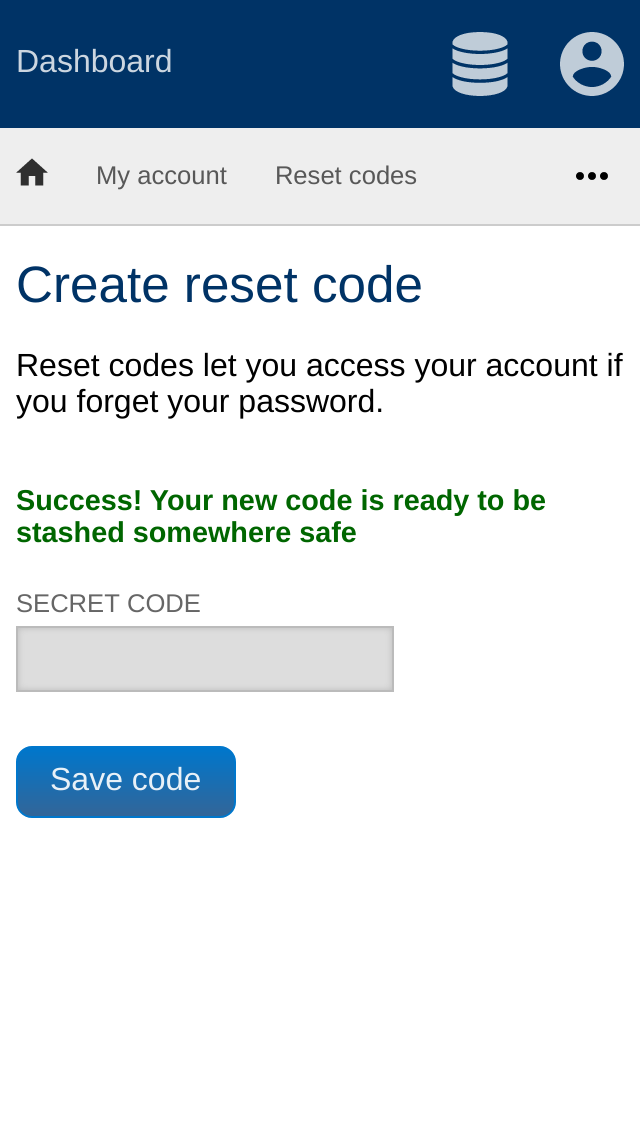 Dashboard
My account
Reset codes
Create reset code
Reset codes let you access your account if
you forget your password.
Success! Your new code is ready to be
stashed somewhere safe
SECRET CODE
Save code